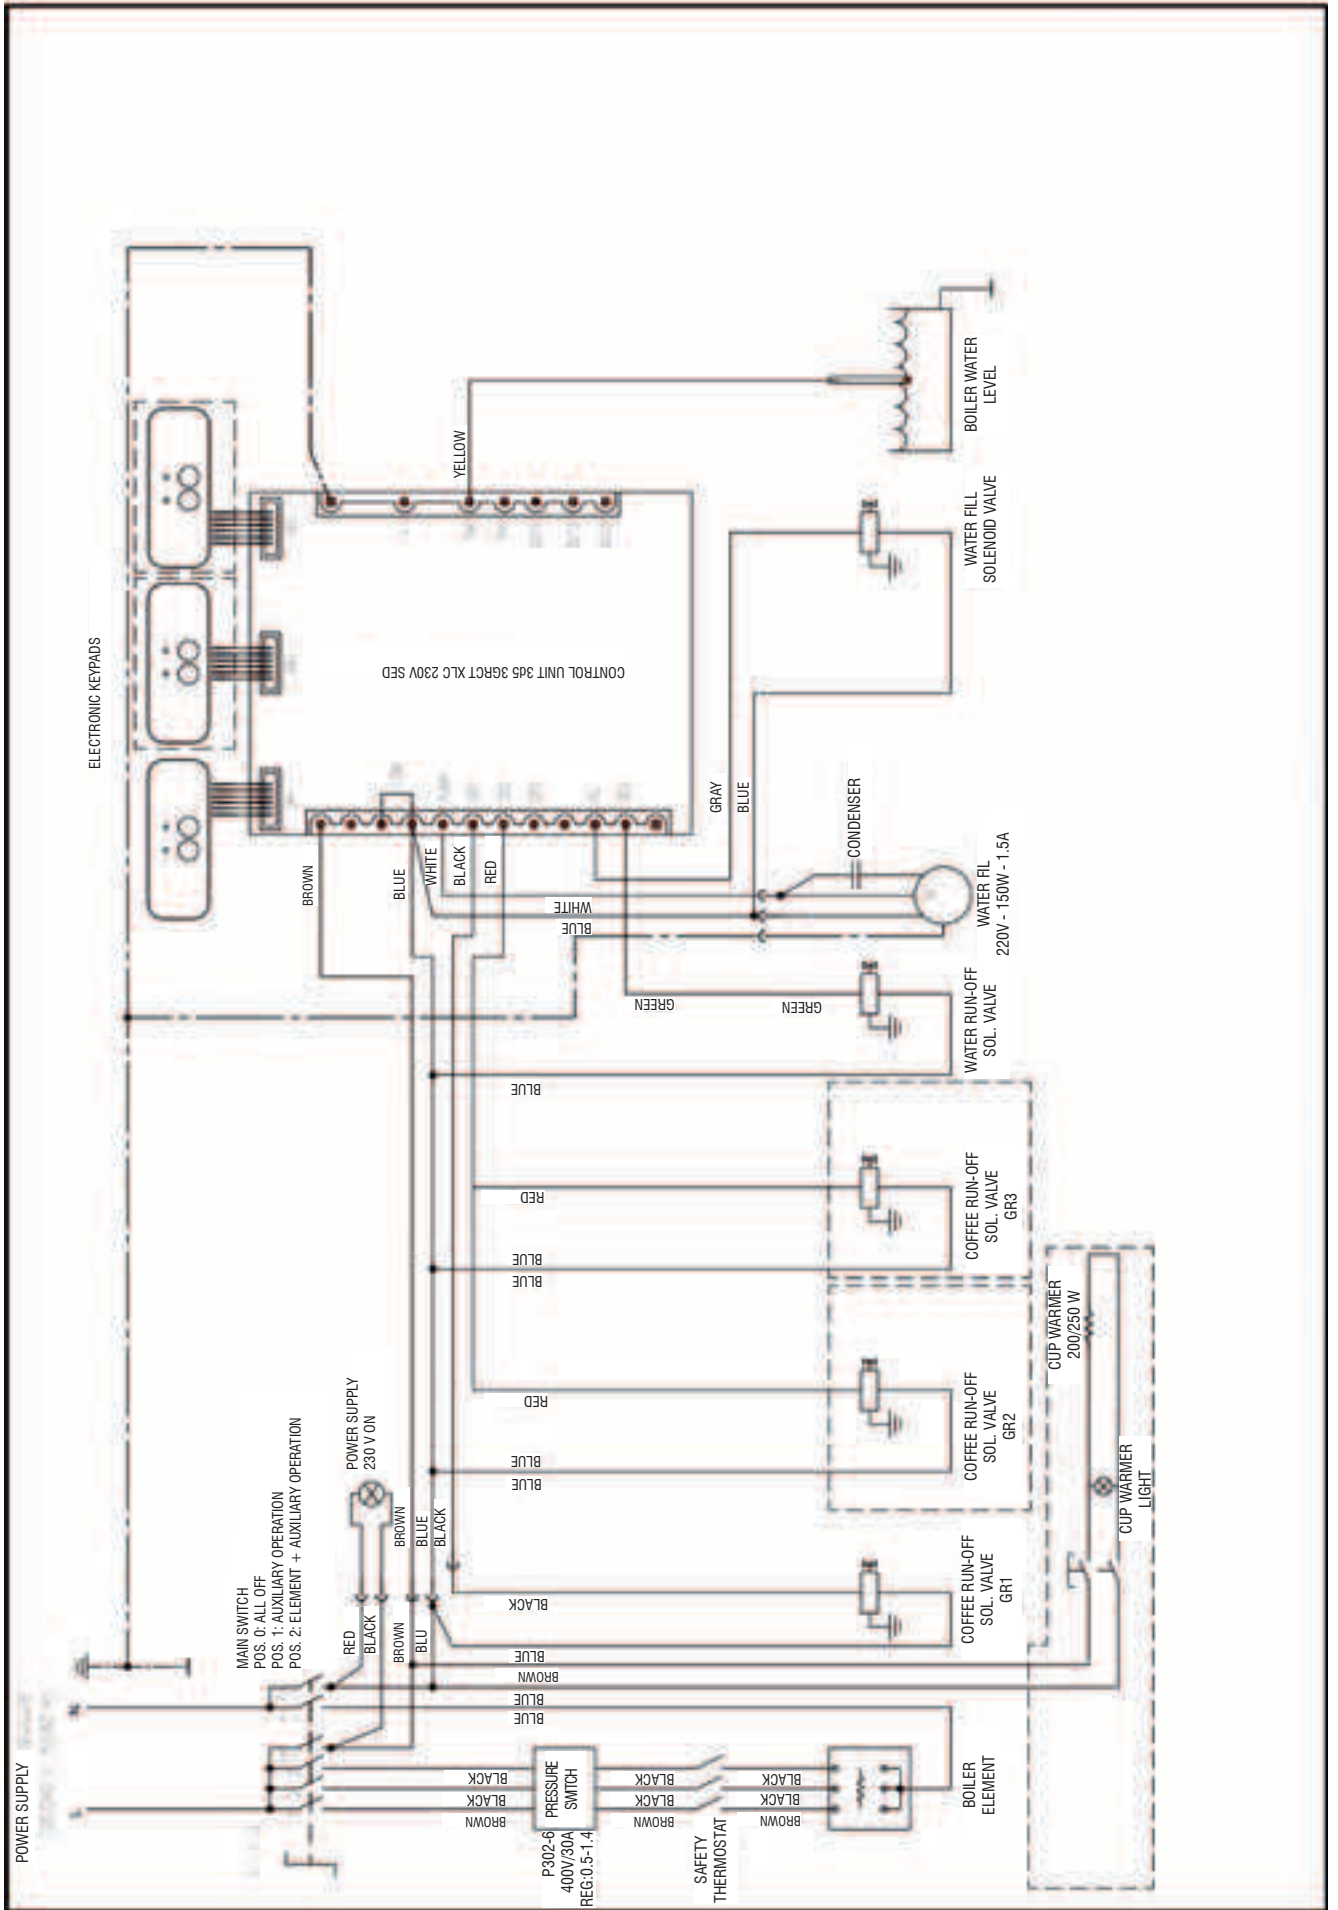 POWER SUPPLY
N
L
MAIN SWITCH
POS. 0: ALL OFF
POS. 1: AUXILIARY OPERATION
POS. 2: ELEMENT + AUXILIARY OPERATION
POWER SUPPLY
230 V ON
RED
BLACK
BROWN
BLU
BROWN
BLUE
BLACK
ELECTRONIC KEYPADS
CONTROL UNIT 3d5 3GRCT XLC 230V SED
BROWN
BLUE
WHITE
BLACK
RED
YELLOW
GRAY
BLUE
WHITE
BLUE
GREEN
GREEN
BLUE
RED
BLUE
BLUE
RED
BLUE
BLUE
BLACK
BLUE
BROWN
BLUE
BLUE
BLACK
BLACK
BROWN
P302-6
400V/30A
REG:0.5-1.4
PRESSURE
SWITCH
BLACK
BLACK
BROWN
SAFETY
THERMOSTAT
BLACK
BLACK
BROWN
BOILER
ELEMENT
COFFEE RUN-OFF
SOL. VALVE
GR1
COFFEE RUN-OFF
SOL. VALVE
GR2
COFFEE RUN-OFF
SOL. VALVE
GR3
WATER RUN-OFF
SOL. VALVE
CONDENSER
WATER FIL
220V - 150W - 1.5A
WATER FILL
SOLENOID VALVE
BOILER WATER
LEVEL
CUP WARMER
200/250 W
CUP WARMER
LIGHT